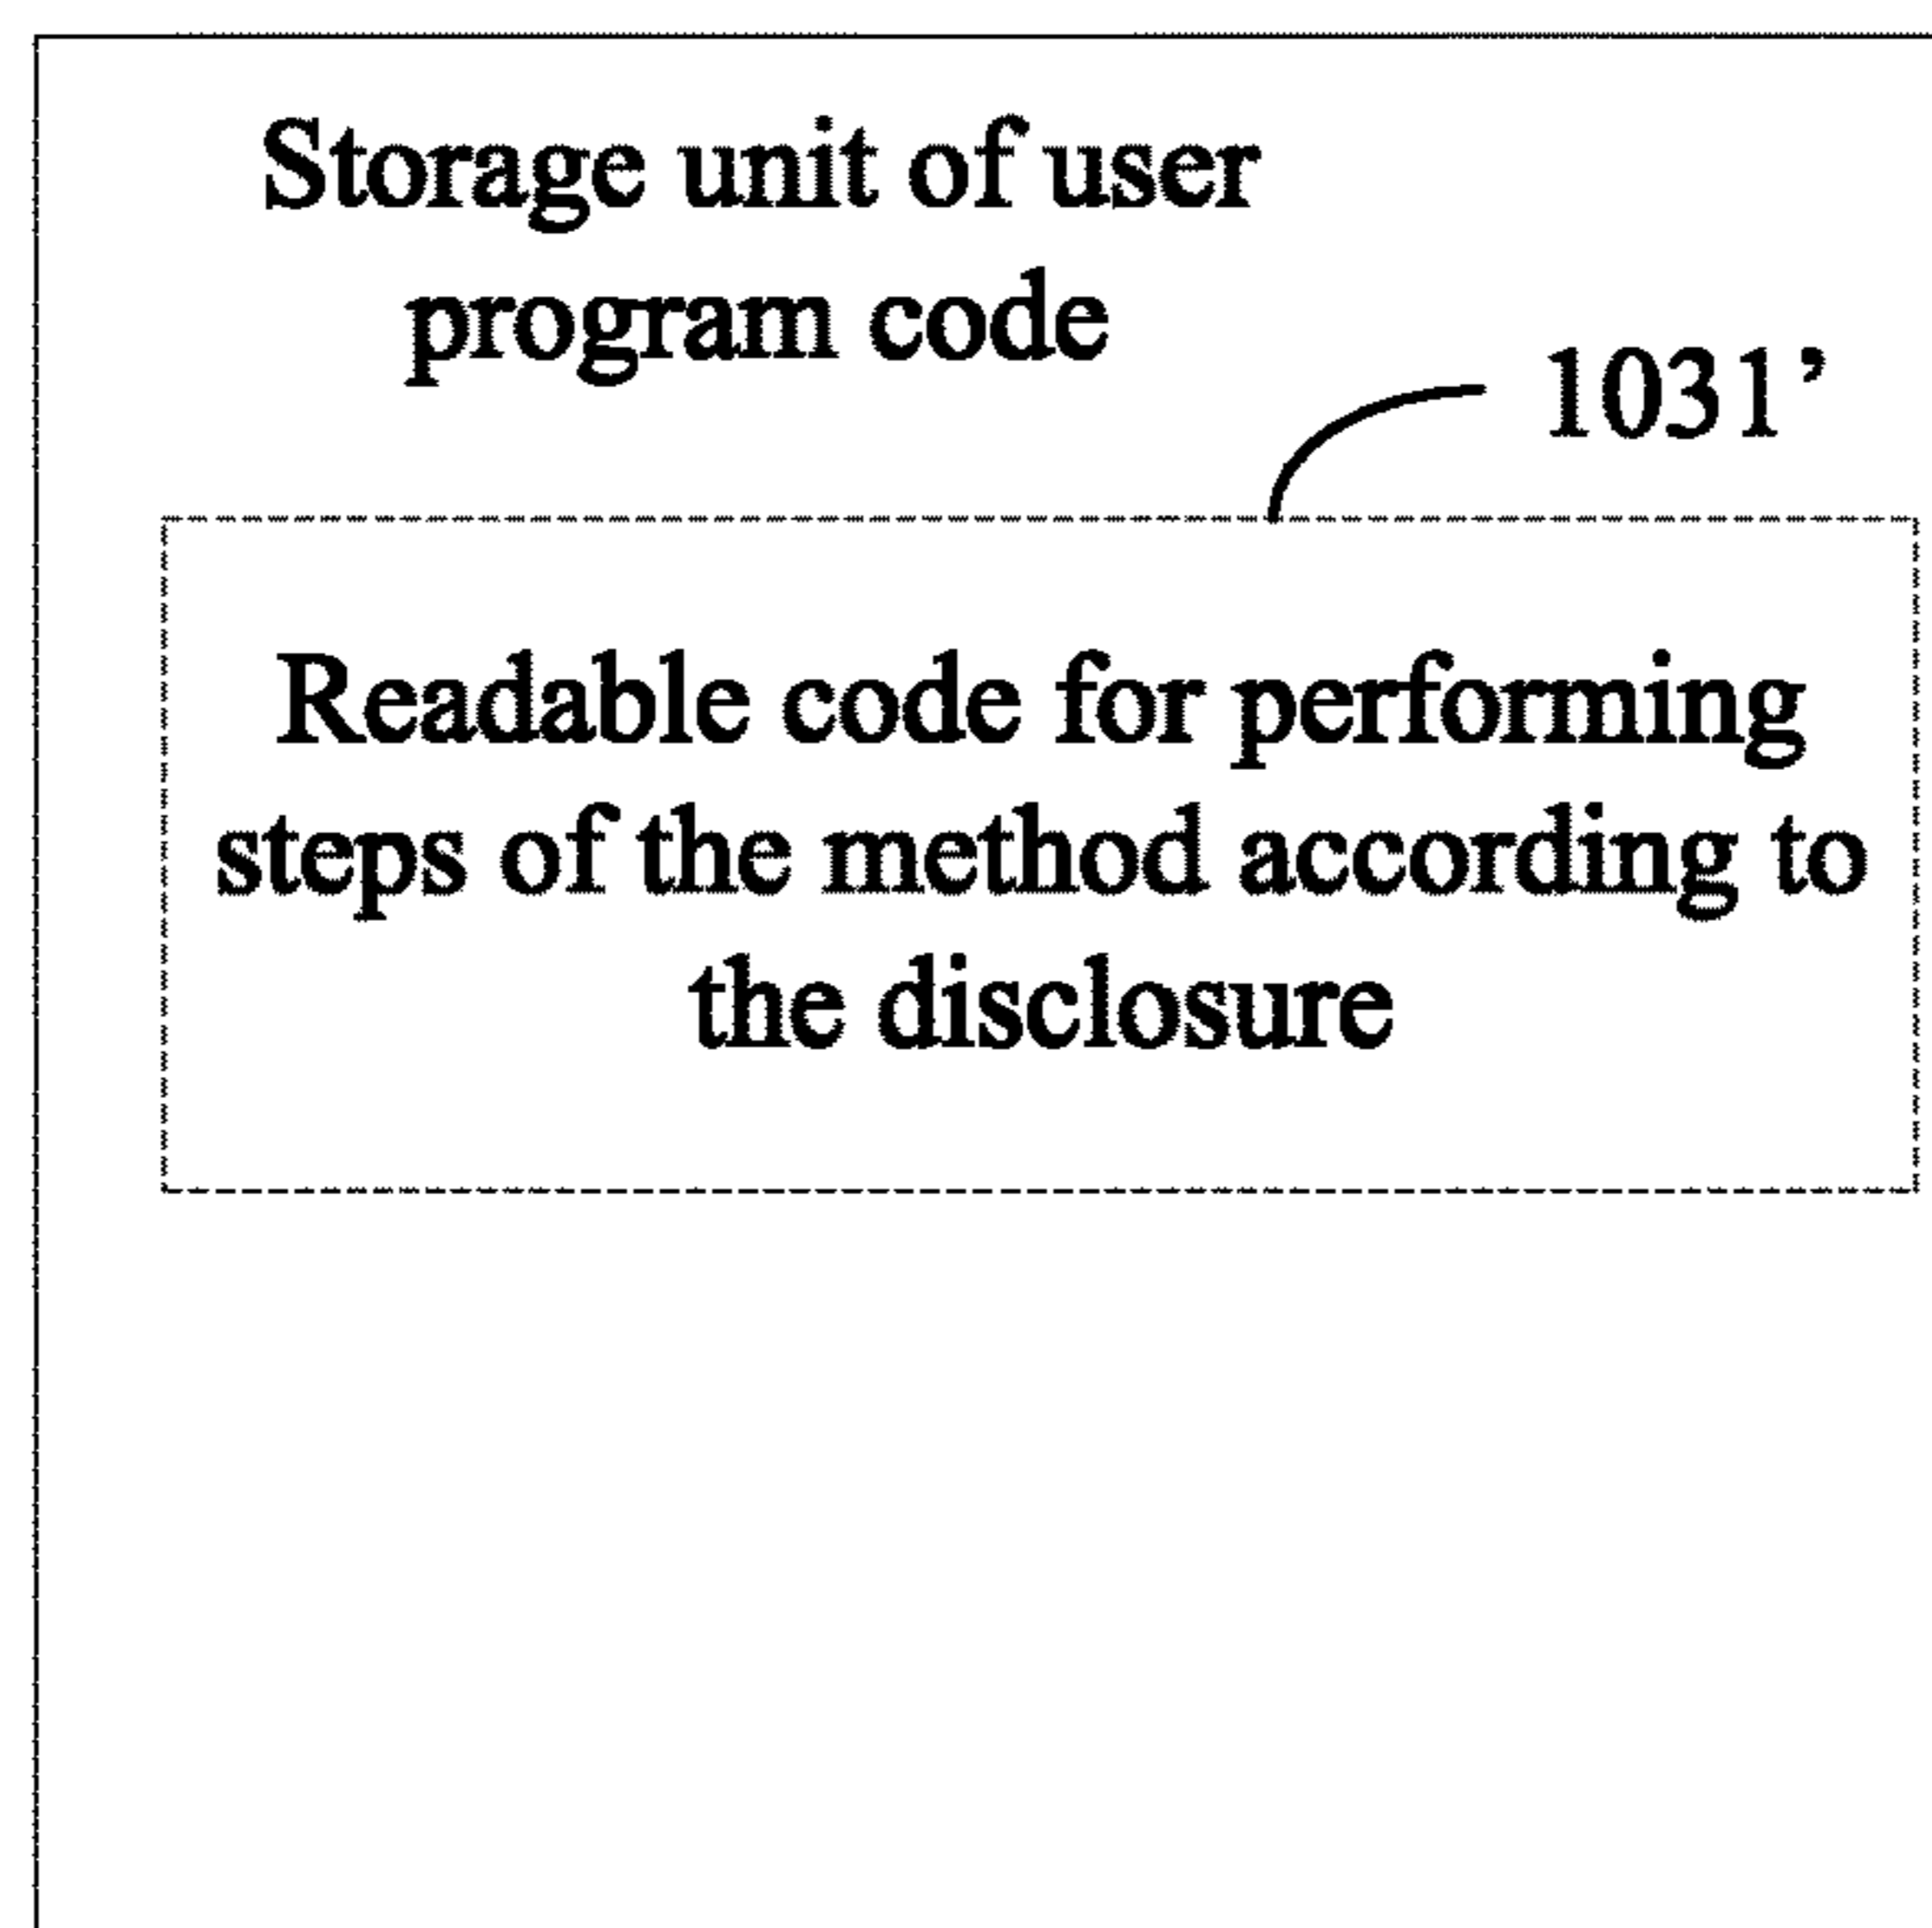 Storage unit of user
program code
1031’
Readable code for performing
steps of the method according to
the disclosure